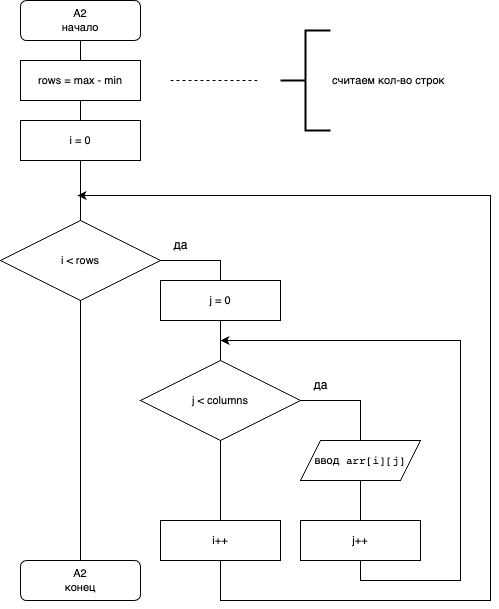 A2
начало
rows = max - min
считаем кол-во строк
i = 0
да
i < rows
j = 0
да
j < columns
ввод arr[i][j]
i++
j++
A2
конец